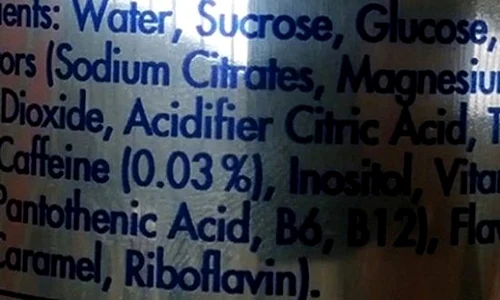 ients: Water, Sucrose, Glucose,
ors (Sodium Citrates, Magnesiu
Dioxide, Acidifier Citric Acid, T
Caffeine (0.03%), Inositol, Vita
Pantothenic Acid, B6, B12), Fla
Caramel, Riboflavin).